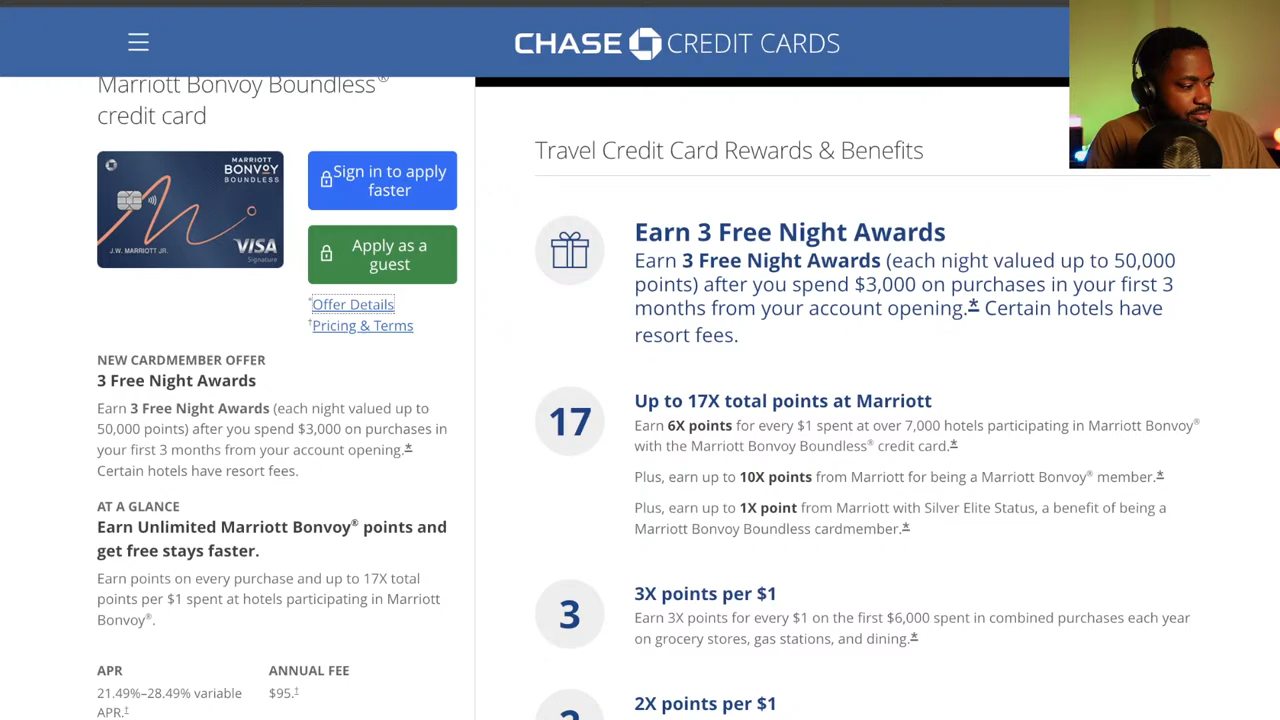 CHASE CREDIT CARDS
Marriott Bonvoy Boundless®
credit card
MARRIOTT
BONVOY
BOUNDLESS
J.W. MARRIOTT JR.
VISA
Signature
Sign in to apply
faster
Apply as a
guest
*Offer Details
†Pricing & Terms
NEW CARDMEMBER OFFER
3 Free Night Awards
Earn 3 Free Night Awards (each night valued up to
50,000 points) after you spend $3,000 on purchases in
your first 3 months from your account opening.*
Certain hotels have resort fees.
AT A GLANCE
Earn Unlimited Marriott Bonvoy® points and
get free stays faster.
Earn points on every purchase and up to 17X total
points per $1 spent at hotels participating in Marriott
Bonvoy®.
APR
21.49%–28.49% variable
APR.†
ANNUAL FEE
$95.†
Travel Credit Card Rewards & Benefits
Earn 3 Free Night Awards
Earn 3 Free Night Awards (each night valued up to 50,000
points) after you spend $3,000 on purchases in your first 3
months from your account opening.* Certain hotels have
resort fees.
17
Up to 17X total points at Marriott
Earn 6X points for every $1 spent at over 7,000 hotels participating in Marriott Bonvoy®
with the Marriott Bonvoy Boundless® credit card.*
Plus, earn up to 10X points from Marriott for being a Marriott Bonvoy® member.*
Plus, earn up to 1X point from Marriott with Silver Elite Status, a benefit of being a
Marriott Bonvoy Boundless cardmember.*
3
3X points per $1
Earn 3X points for every $1 on the first $6,000 spent in combined purchases each year
on grocery stores, gas stations, and dining.*
2
2X points per $1